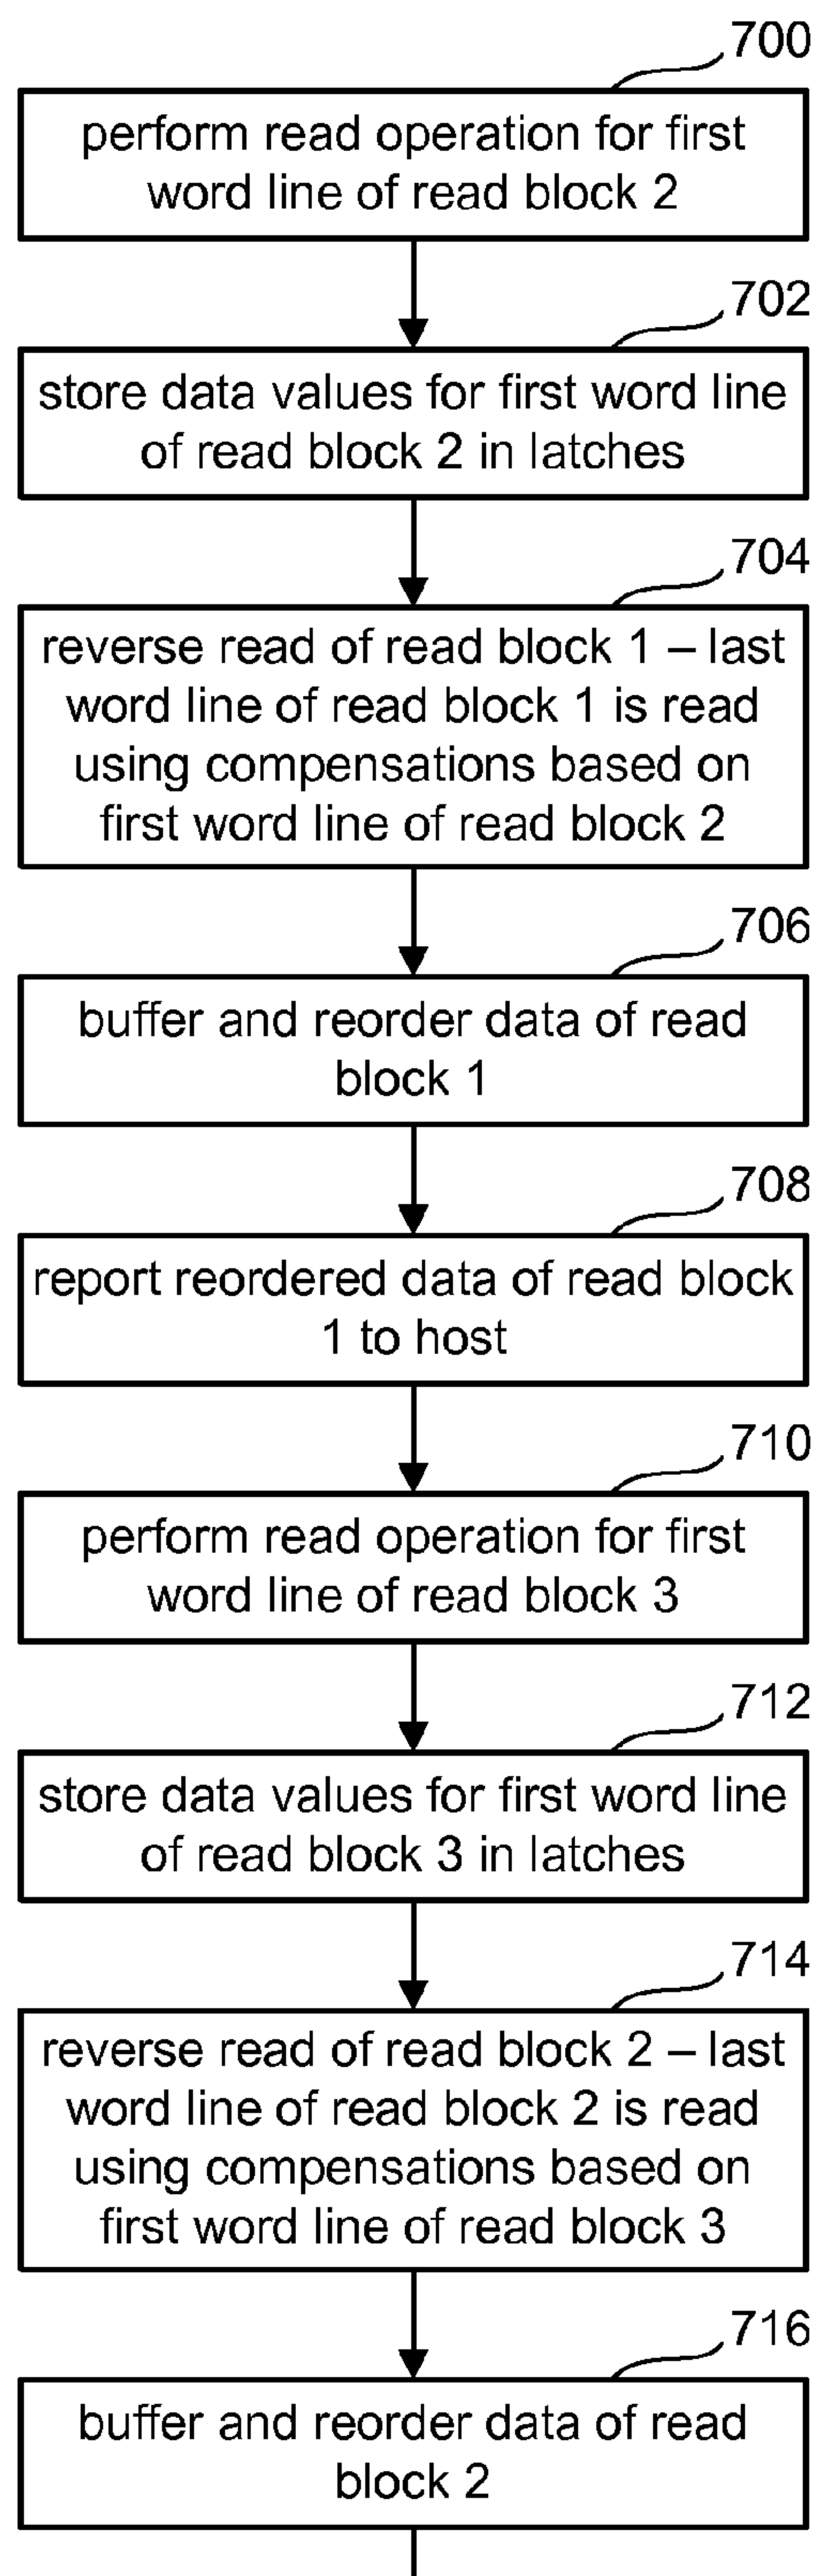 700
perform read operation for first
word line of read block 2
702
store data values for first word line
of read block 2 in latches
704
reverse read of read block 1 – last
word line of read block 1 is read
using compensations based on
first word line of read block 2
706
buffer and reorder data of read
block 1
708
report reordered data of read block
1 to host
710
perform read operation for first
word line of read block 3
712
store data values for first word line
of read block 3 in latches
714
reverse read of read block 2 – last
word line of read block 2 is read
using compensations based on
first word line of read block 3
716
buffer and reorder data of read
block 2